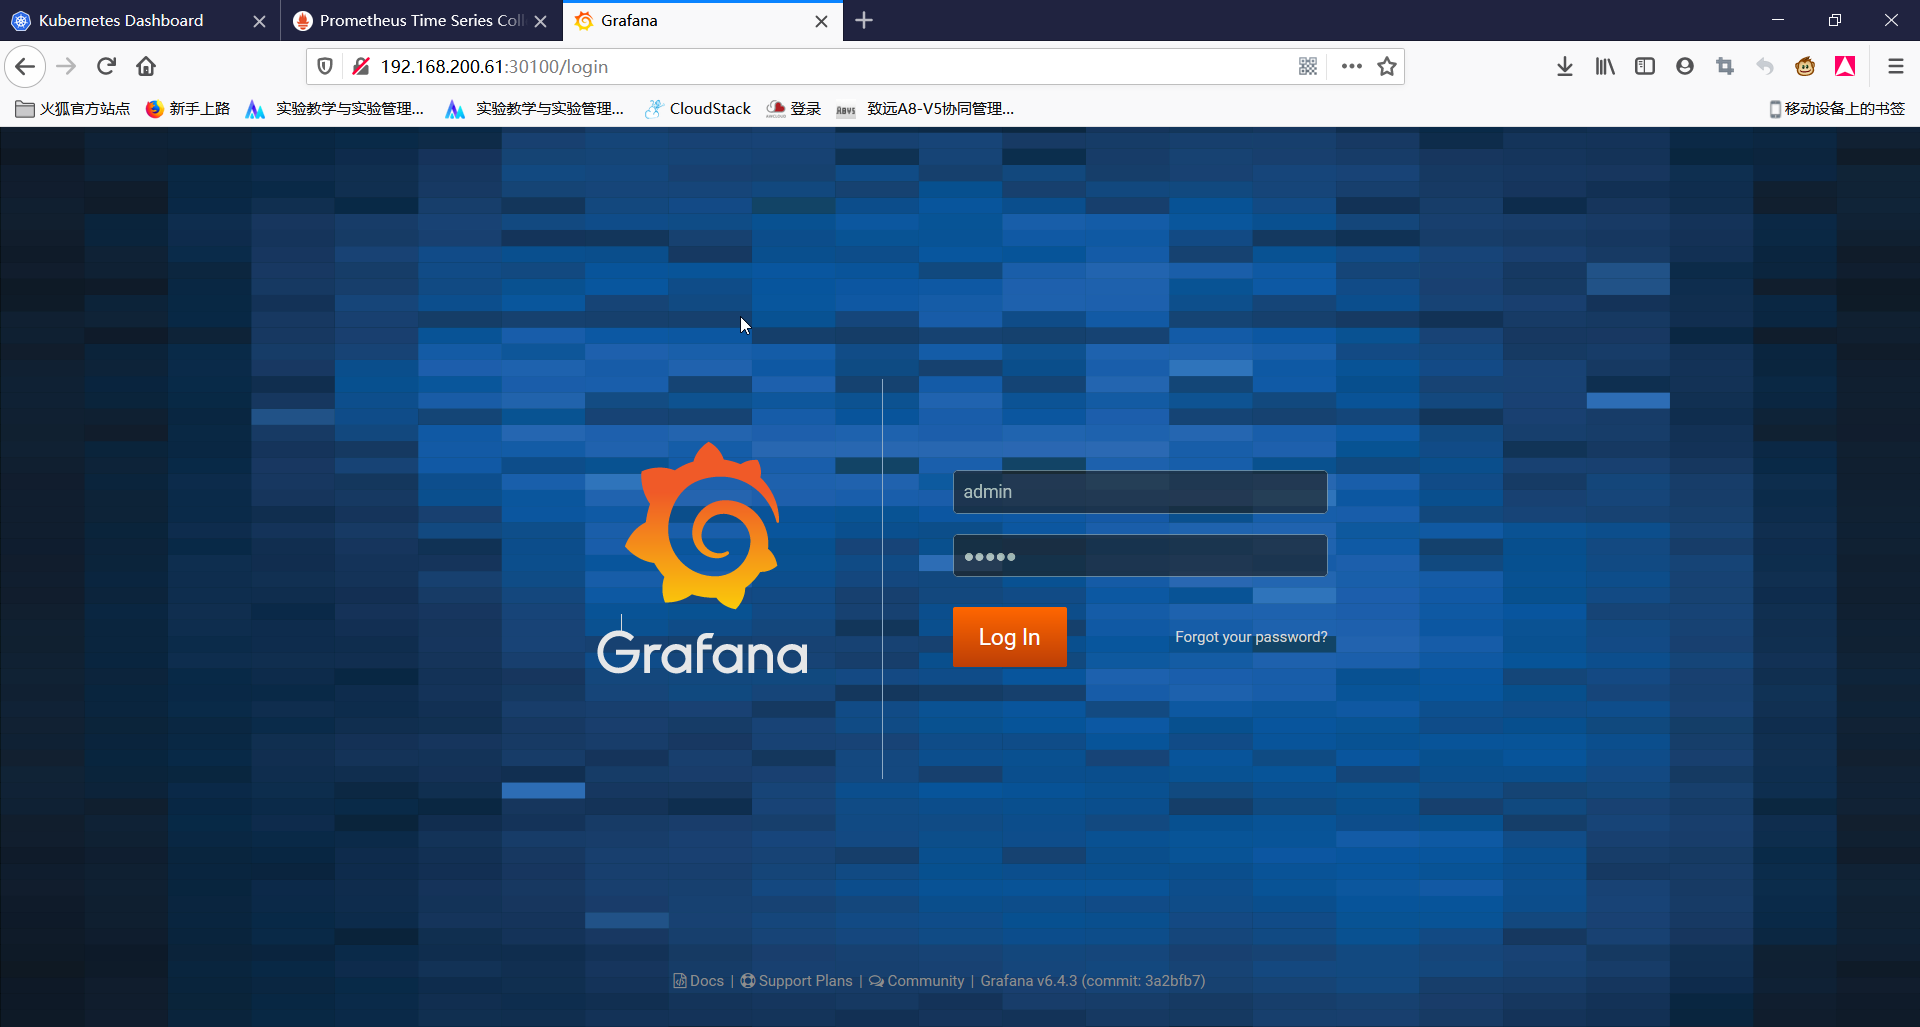 Kubernetes Dashboard
Prometheus Time Series Coll
Grafana
192.168.200.61:30100/login
火狐官方站点
新手上路
实验教学与实验管理...
实验教学与实验管理...
CloudStack
登录
致远A8-V5协同管理...
移动设备上的书签
admin
•••••
Log In
Forgot your password?
Grafana
Docs | Support Plans | Community | Grafana v6.4.3 (commit: 3a2bfb7)